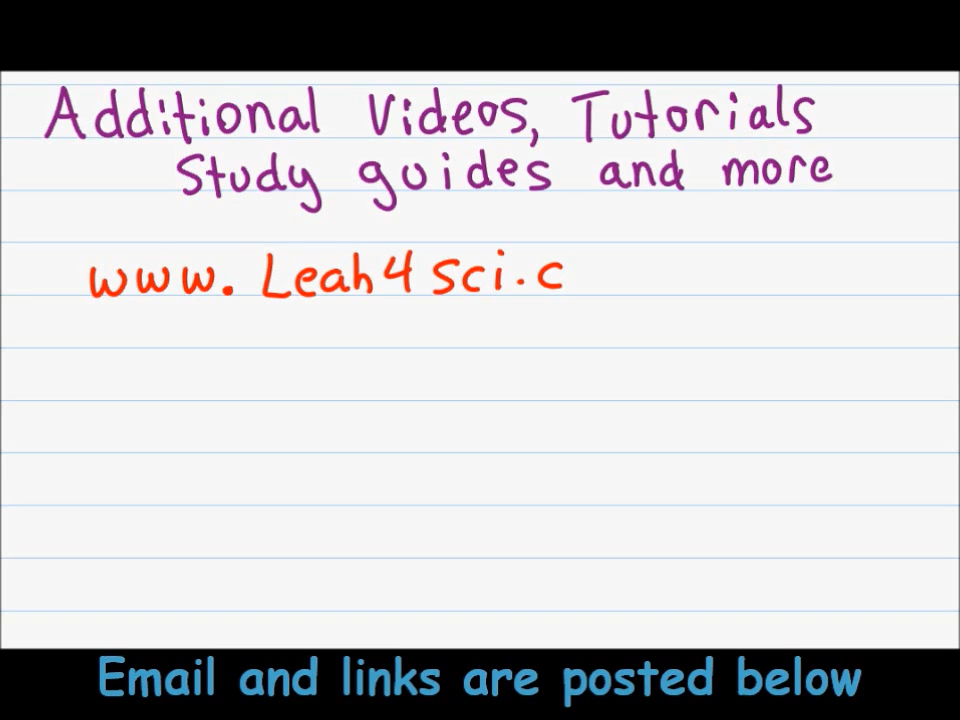 Additional Videos, Tutorials
Study guides and more
www.Leah4sci.c
Email and links are posted below